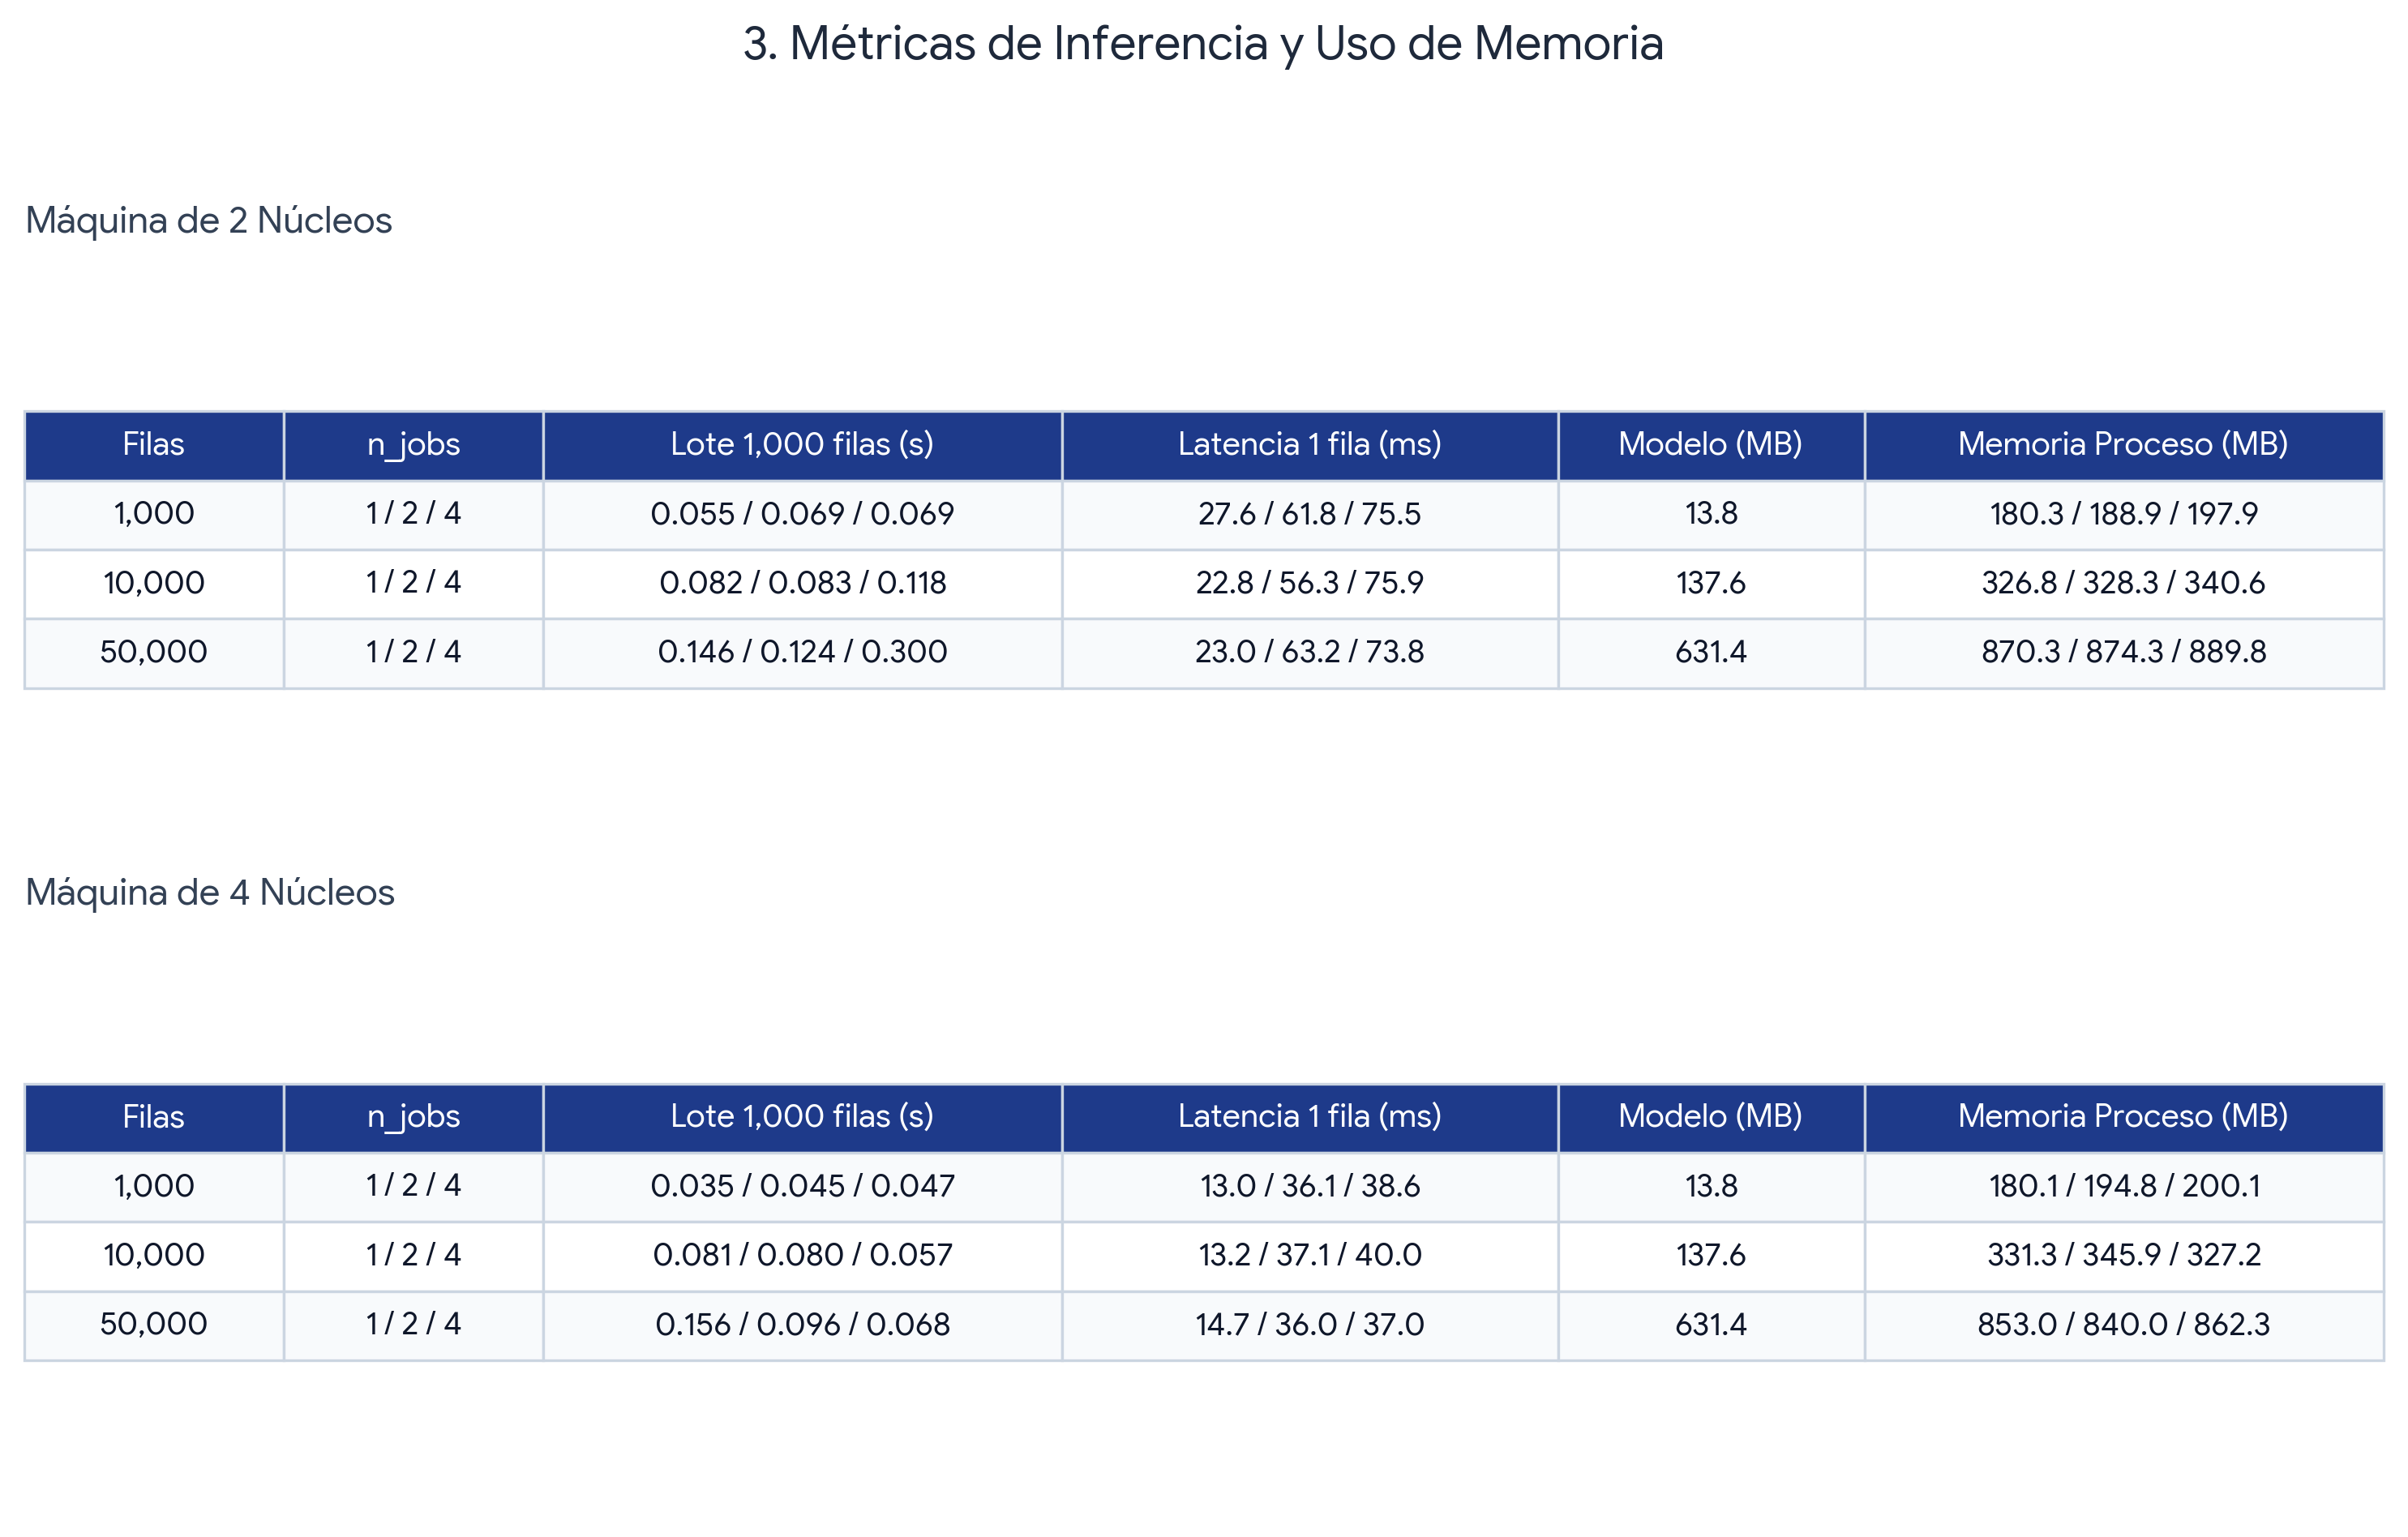 3. Métricas de Inferencia y Uso de Memoria
Máquina de 2 Núcleos
Filas n_jobs Lote 1,000 filas (s) Latencia 1 fila (ms) Modelo (MB) Memoria Proceso (MB)
1,000 1 / 2 / 4 0.055 / 0.069 / 0.069 27.6 / 61.8 / 75.5 13.8 180.3 / 188.9 / 197.9
10,000 1 / 2 / 4 0.082 / 0.083 / 0.118 22.8 / 56.3 / 75.9 137.6 326.8 / 328.3 / 340.6
50,000 1 / 2 / 4 0.146 / 0.124 / 0.300 23.0 / 63.2 / 73.8 631.4 870.3 / 874.3 / 889.8
Máquina de 4 Núcleos
Filas n_jobs Lote 1,000 filas (s) Latencia 1 fila (ms) Modelo (MB) Memoria Proceso (MB)
1,000 1 / 2 / 4 0.035 / 0.045 / 0.047 13.0 / 36.1 / 38.6 13.8 180.1 / 194.8 / 200.1
10,000 1 / 2 / 4 0.081 / 0.080 / 0.057 13.2 / 37.1 / 40.0 137.6 331.3 / 345.9 / 327.2
50,000 1 / 2 / 4 0.156 / 0.096 / 0.068 14.7 / 36.0 / 37.0 631.4 853.0 / 840.0 / 862.3